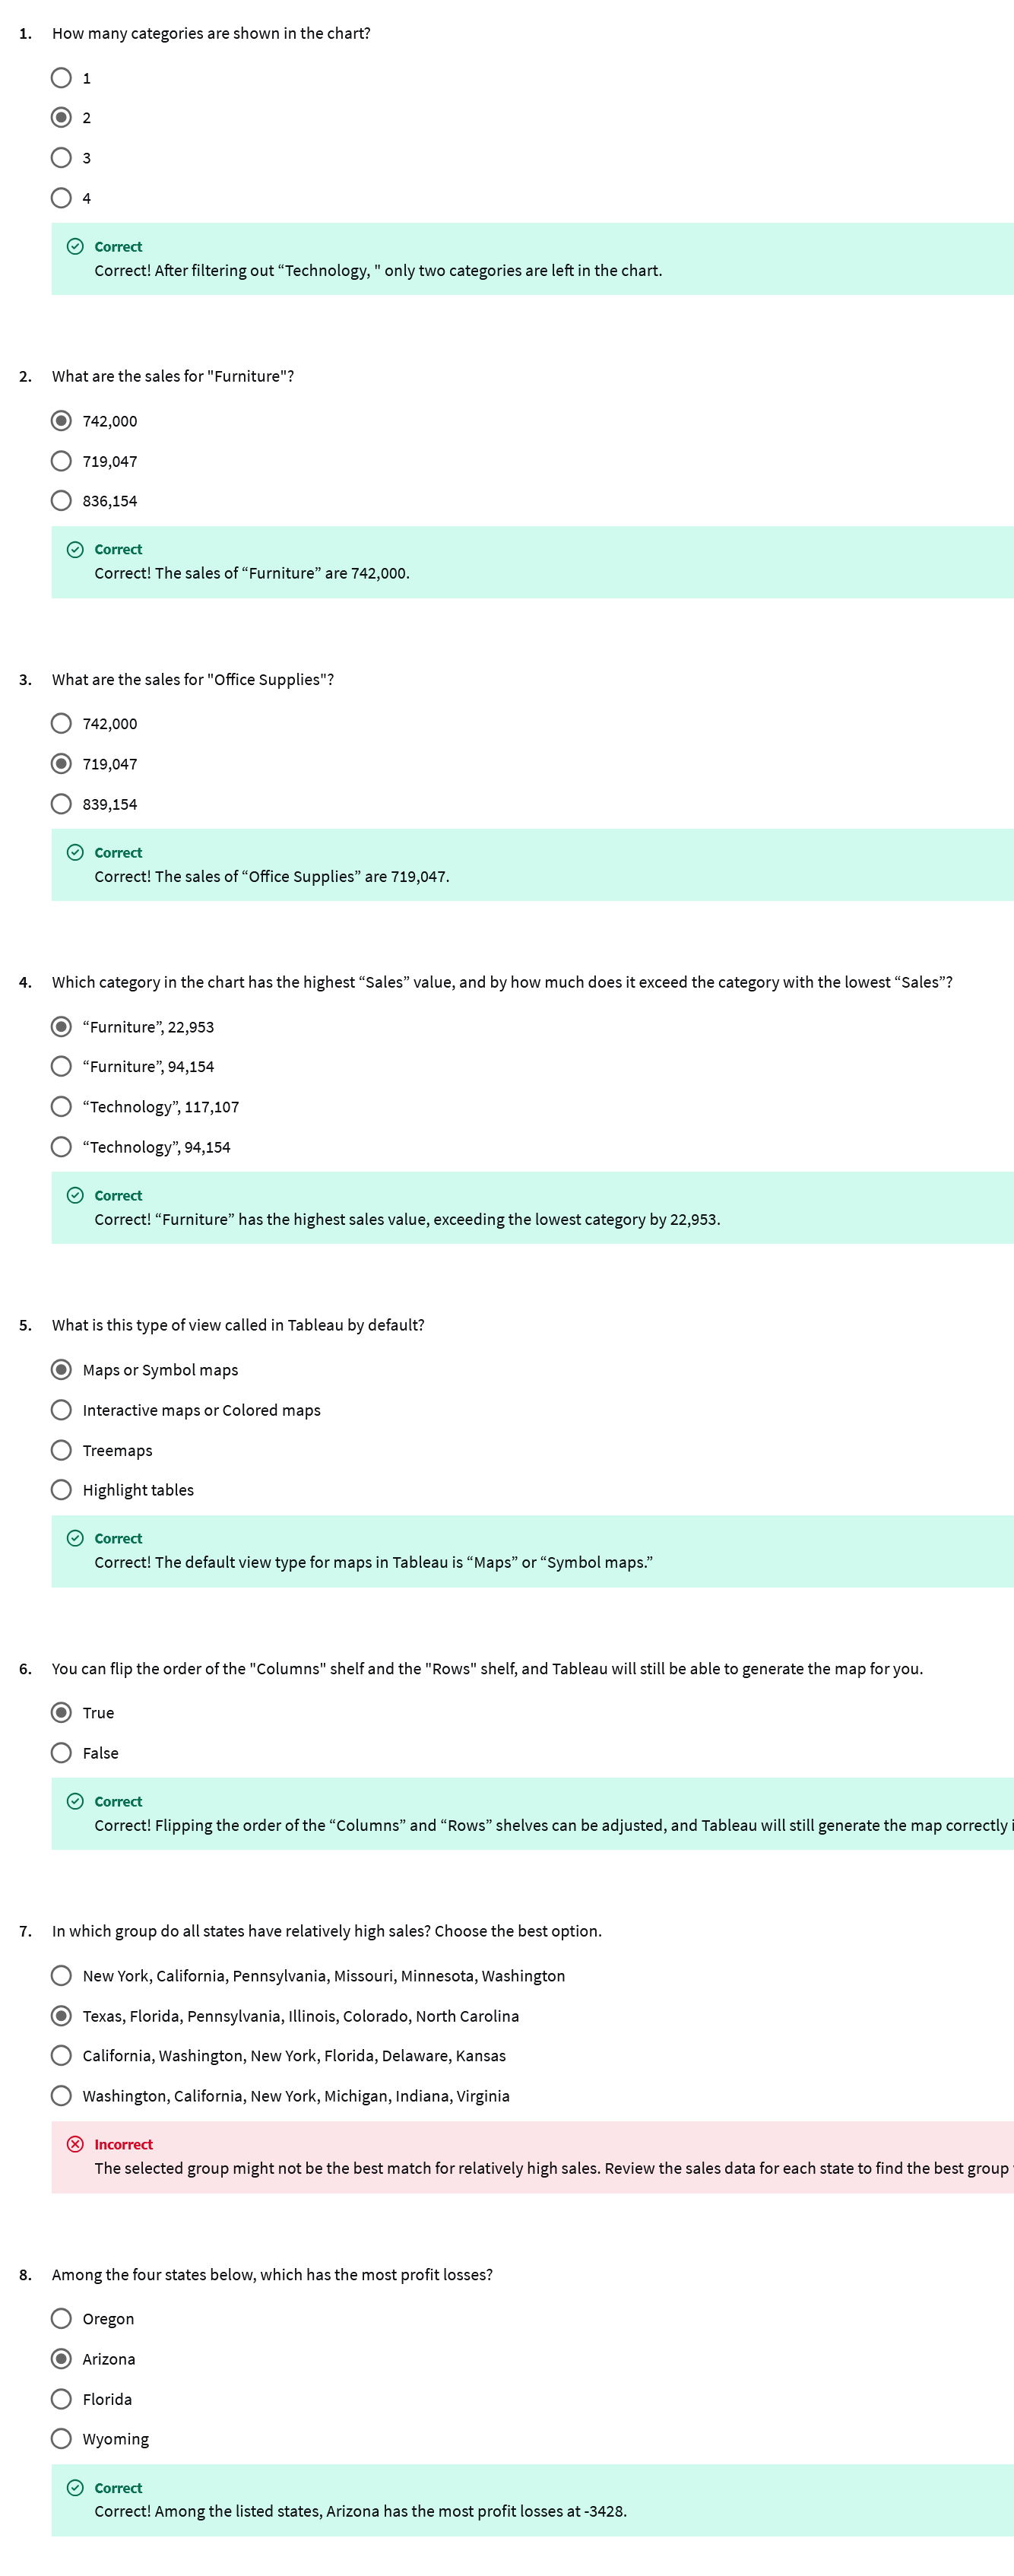 1. How many categories are shown in the chart?
1
2
3
4
Correct
Correct! After filtering out “Technology, " only two categories are left in the chart.
2. What are the sales for "Furniture"?
742,000
719,047
836,154
Correct
Correct! The sales of “Furniture” are 742,000.
3. What are the sales for "Office Supplies"?
742,000
719,047
839,154
Correct
Correct! The sales of “Office Supplies” are 719,047.
4. Which category in the chart has the highest “Sales” value, and by how much does it exceed the category with the lowest “Sales”?
“Furniture”, 22,953
“Furniture”, 94,154
“Technology”, 117,107
“Technology”, 94,154
Correct
Correct! “Furniture” has the highest sales value, exceeding the lowest category by 22,953.
5. What is this type of view called in Tableau by default?
Maps or Symbol maps
Interactive maps or Colored maps
Treemaps
Highlight tables
Correct
Correct! The default view type for maps in Tableau is “Maps” or “Symbol maps.”
6. You can flip the order of the "Columns" shelf and the "Rows" shelf, and Tableau will still be able to generate the map for you.
True
False
Correct
Correct! Flipping the order of the “Columns” and “Rows” shelves can be adjusted, and Tableau will still generate the map correctly
7. In which group do all states have relatively high sales? Choose the best option.
New York, California, Pennsylvania, Missouri, Minnesota, Washington
Texas, Florida, Pennsylvania, Illinois, Colorado, North Carolina
California, Washington, New York, Florida, Delaware, Kansas
Washington, California, New York, Michigan, Indiana, Virginia
Incorrect
The selected group might not be the best match for relatively high sales. Review the sales data for each state to find the best group
8. Among the four states below, which has the most profit losses?
Oregon
Arizona
Florida
Wyoming
Correct
Correct! Among the listed states, Arizona has the most profit losses at -3428.